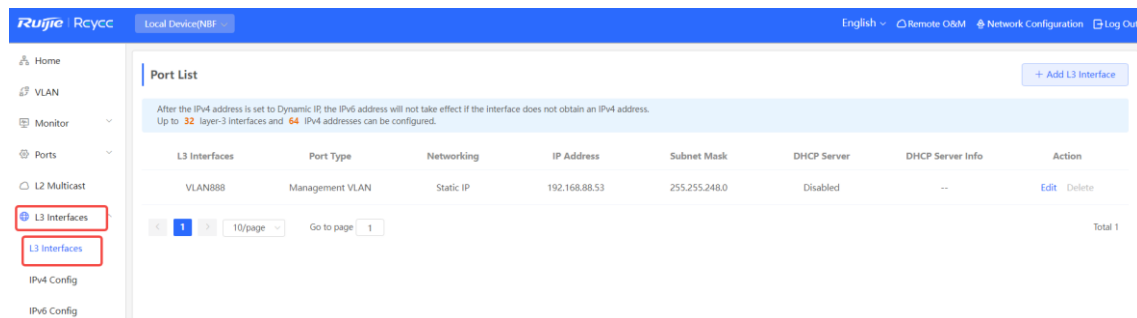 Ruijie Rcycc Local Device(NBF English Remote O&M Network Configuration Log Out
Home
VLAN
Monitor
Ports
L2 Multicast
L3 Interfaces
L3 Interfaces
IPv4 Config
IPv6 Config
Port List
+ Add L3 Interface
After the IPv4 address is set to Dynamic IP, the IPv6 address will not take effect if the interface does not obtain an IPv4 address.
Up to 32 layer-3 interfaces and 64 IPv4 addresses can be configured.
L3 Interfaces Port Type Networking IP Address Subnet Mask DHCP Server DHCP Server Info Action
VLAN888 Management VLAN Static IP 192.168.88.53 255.255.248.0 Disabled -- Edit Delete
< 1 > 10/page Go to page 1 Total 1